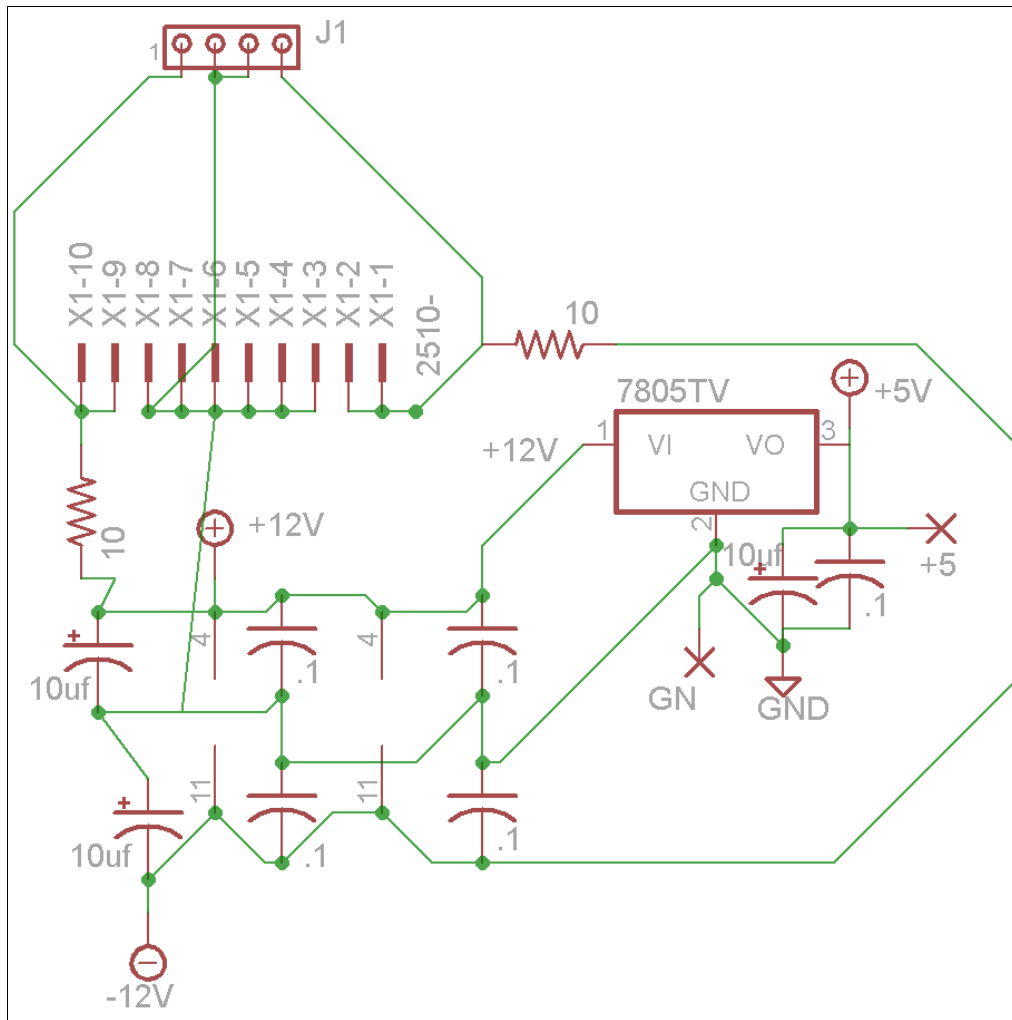 J1
1
X1-10
X1-9
X1-8
X1-7
X1-6
X1-5
X1-4
X1-3
X1-2
X1-1
2510-
10
7805TV
+5V
+12V
1
VI
VO
3
GND
2
10
+12V
10µf
+5
.1
4
4
10uf
.1
.1
GN
GND
11
11
10uf
.1
.1
-12V